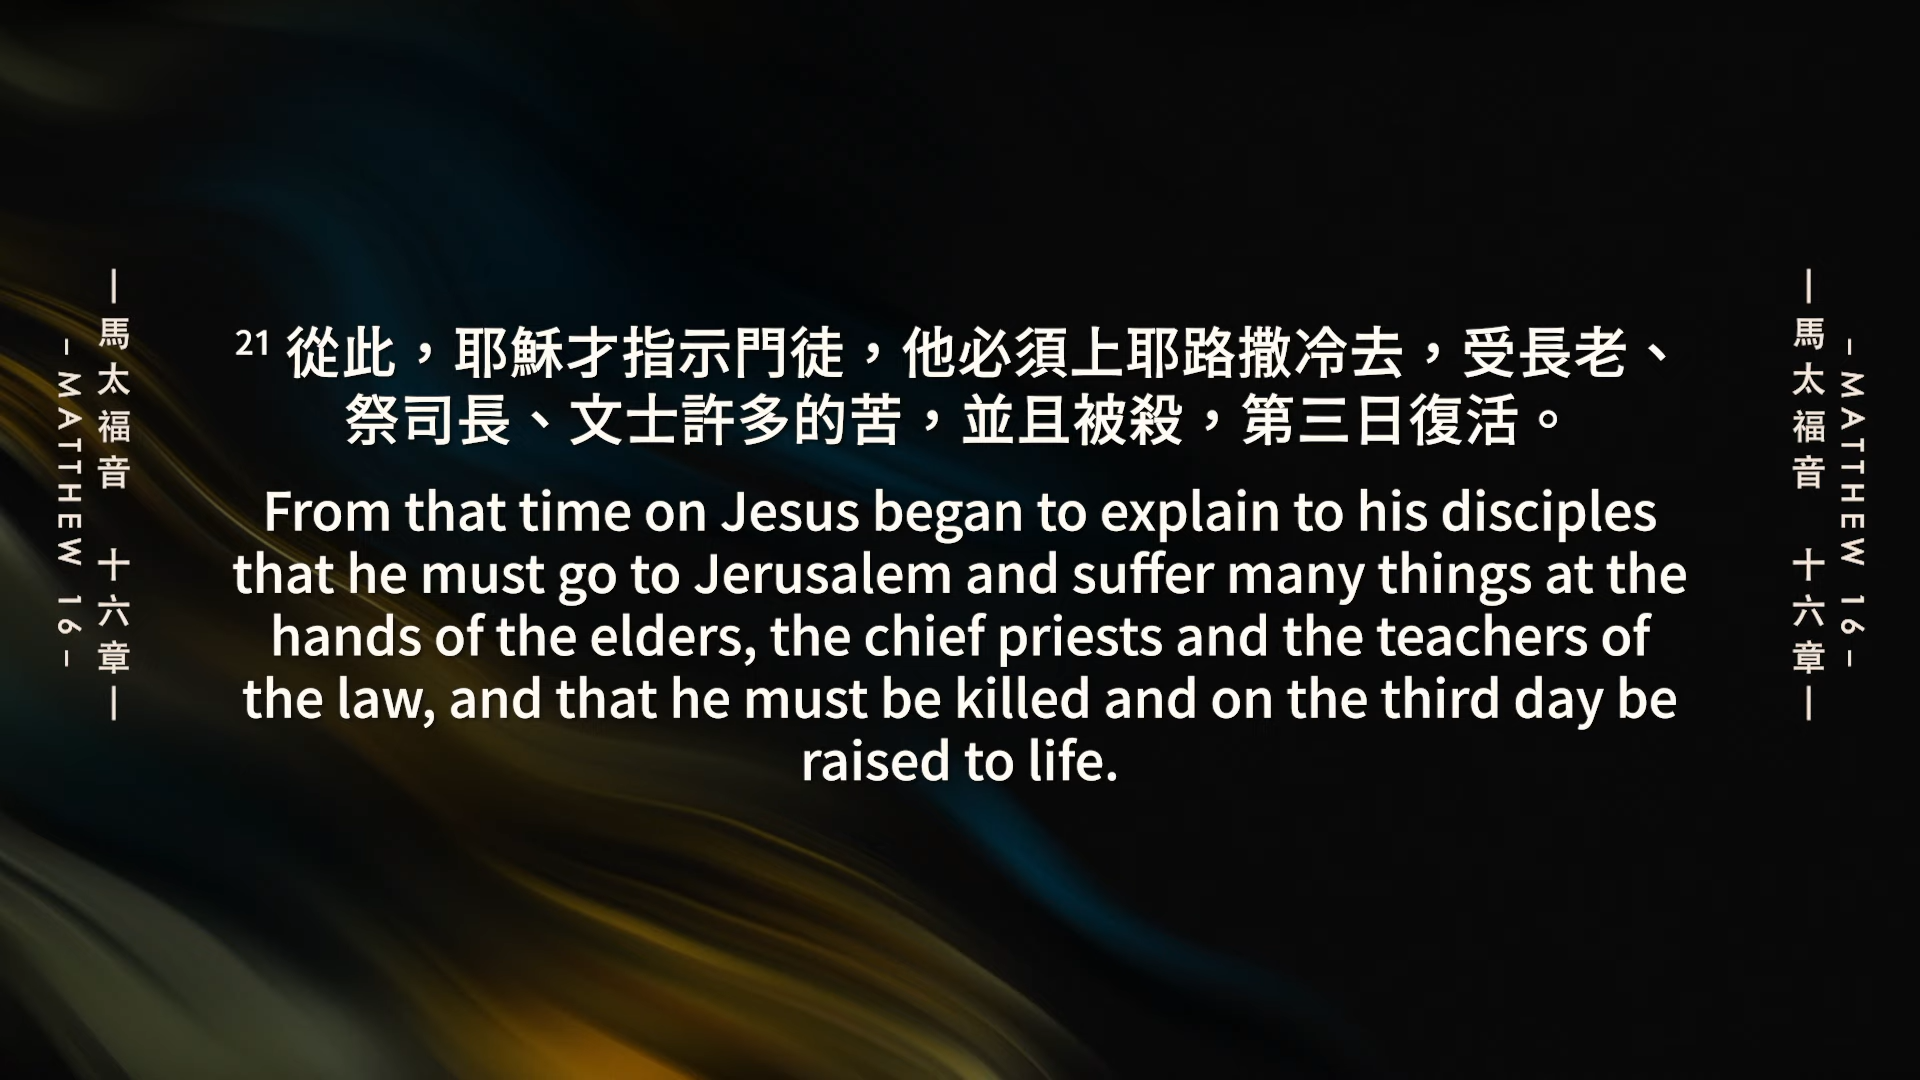 —馬太福音 十六章—
– MATTHEW 16 –
21 從此，耶穌才指示門徒，他必須上耶路撒冷去，受長老、
祭司長、文士許多的苦，並且被殺，第三日復活。
From that time on Jesus began to explain to his disciples
that he must go to Jerusalem and suffer many things at the
hands of the elders, the chief priests and the teachers of
the law, and that he must be killed and on the third day be
raised to life.
—馬太福音 十六章—
– MATTHEW 16 –